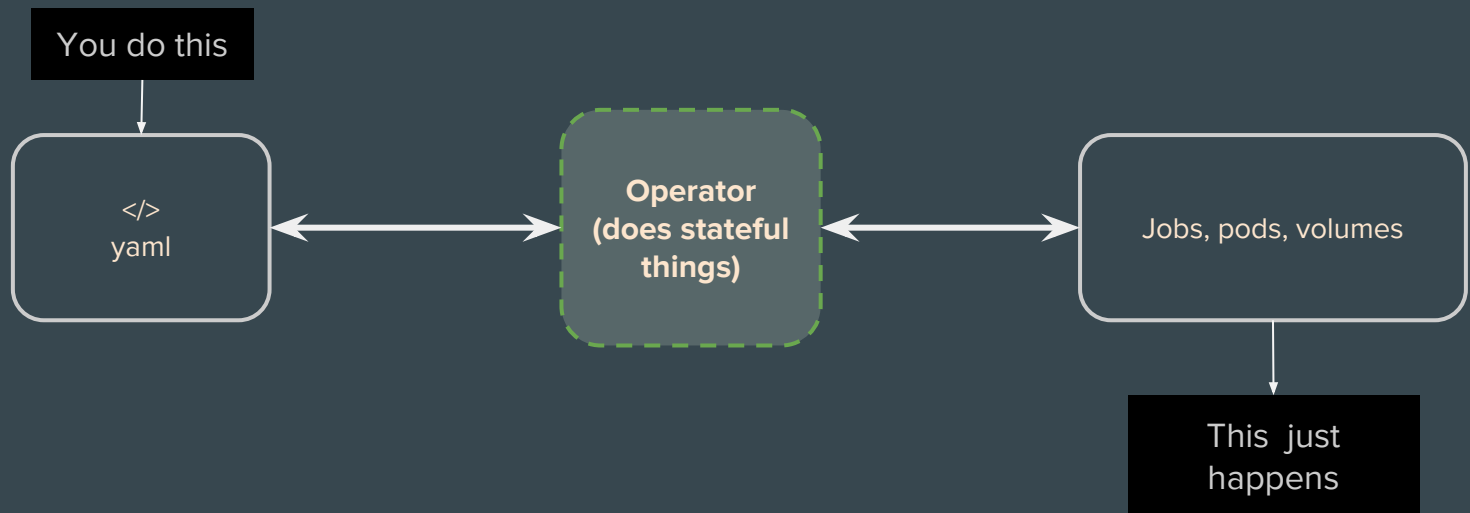 You do this
</>
yaml
Operator
(does stateful
things)
Jobs, pods, volumes
This just
happens